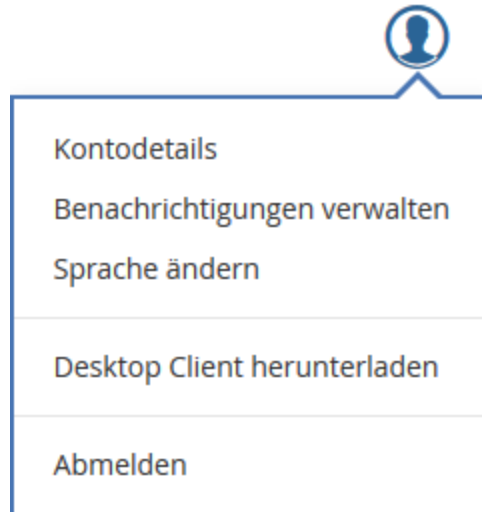 Kontodetails
Benachrichtigungen verwalten
Sprache ändern
Desktop Client herunterladen
Abmelden